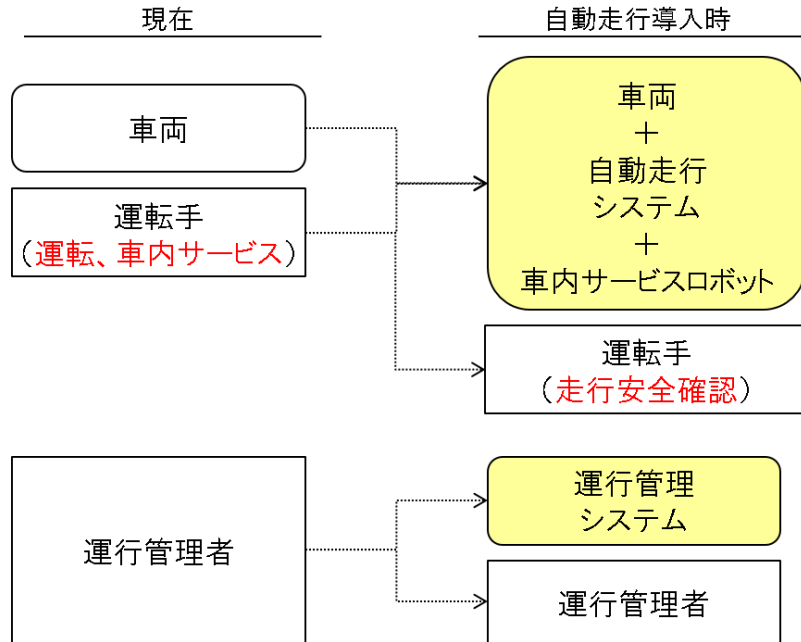 現在
自動走行導入時
車両
運転手
（運転、車内サービス）
車両
＋
自動走行
システム
＋
車内サービスロボット
運転手
（走行安全確認）
運行管理者
運行管理
システム
運行管理者